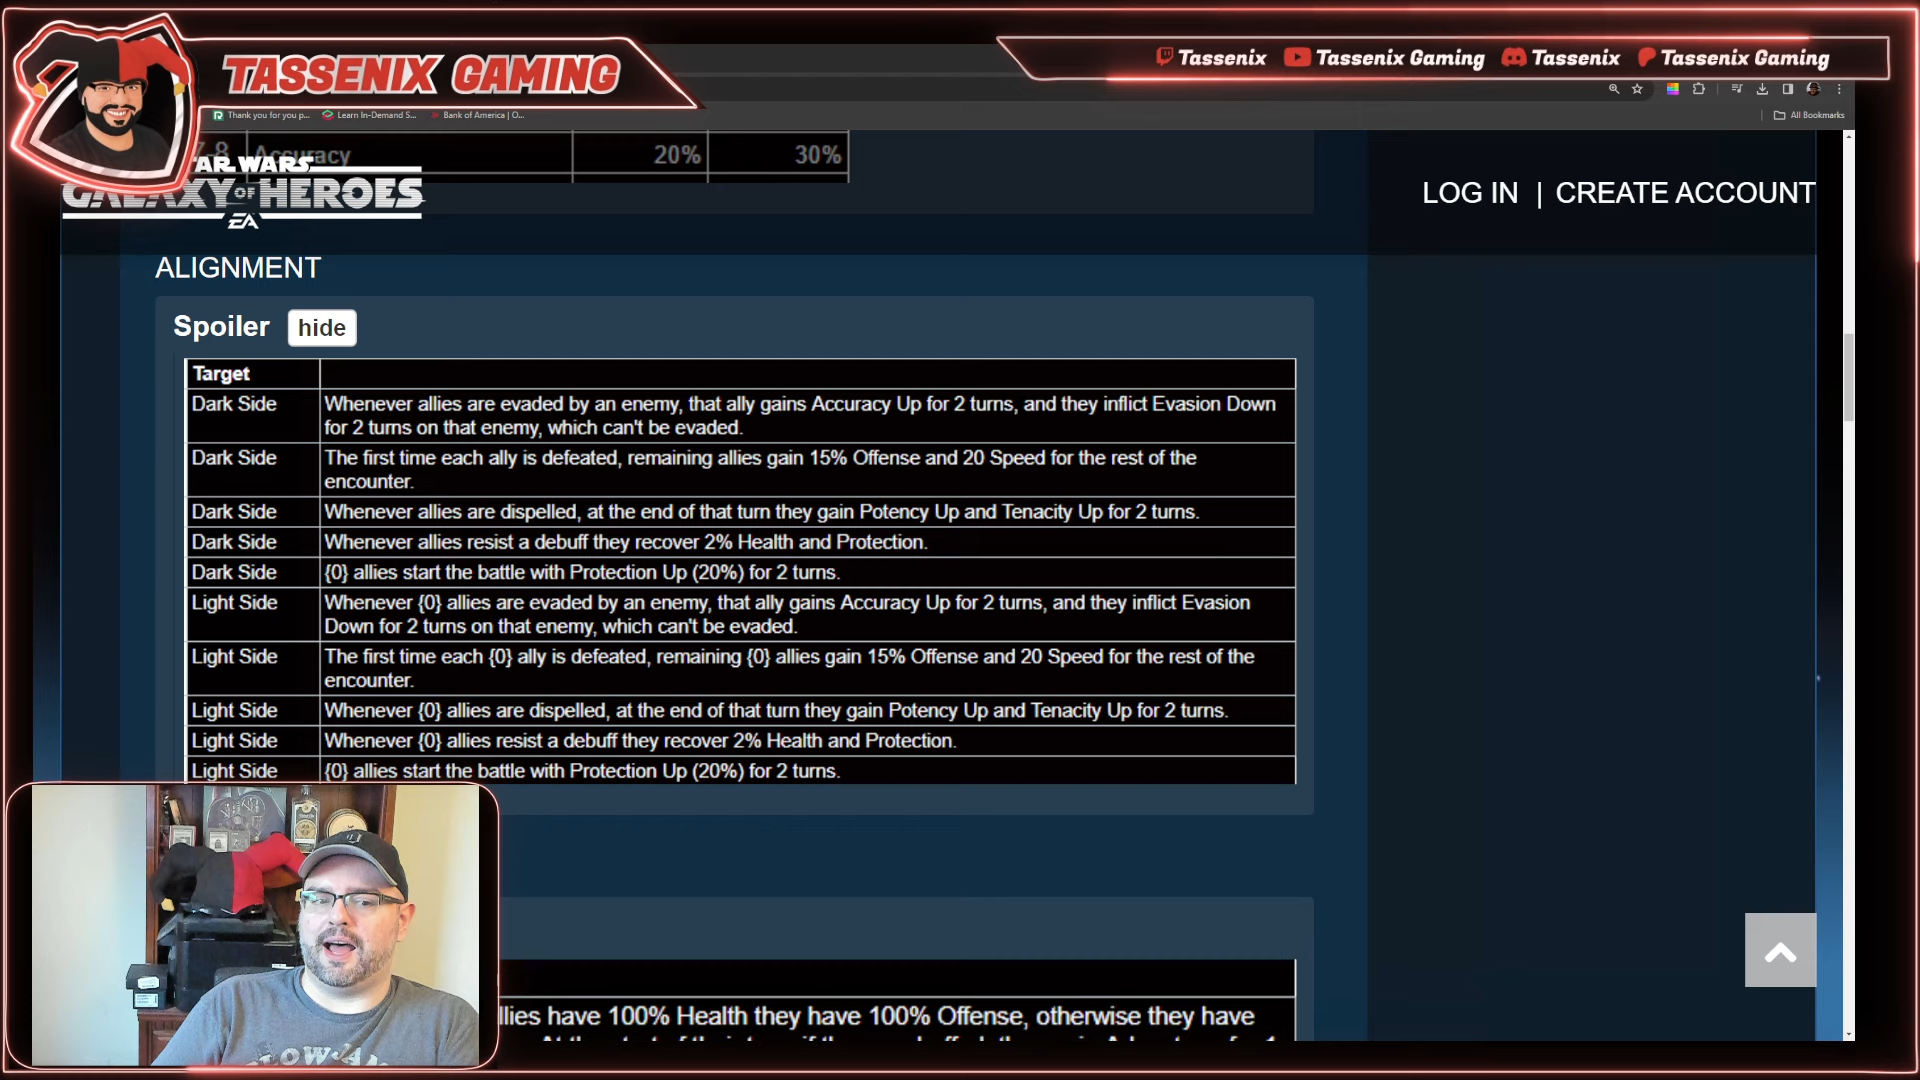 TASSENIX GAMING
Tassenix
Tassenix Gaming
Tassenix
Tassenix Gaming
Thank you for you p...
Learn In-Demand S...
Bank of America | O...
All Bookmarks
7-8 Accuracy 20% 30%
STAR WARS
GALAXY OF HEROES
EA
LOG IN | CREATE ACCOUNT
ALIGNMENT
Spoiler hide
Target
Dark Side Whenever allies are evaded by an enemy, that ally gains Accuracy Up for 2 turns, and they inflict Evasion Down
for 2 turns on that enemy, which can't be evaded.
Dark Side The first time each ally is defeated, remaining allies gain 15% Offense and 20 Speed for the rest of the
encounter.
Dark Side Whenever allies are dispelled, at the end of that turn they gain Potency Up and Tenacity Up for 2 turns.
Dark Side Whenever allies resist a debuff they recover 2% Health and Protection.
Dark Side {0} allies start the battle with Protection Up (20%) for 2 turns.
Light Side Whenever {0} allies are evaded by an enemy, that ally gains Accuracy Up for 2 turns, and they inflict Evasion
Down for 2 turns on that enemy, which can't be evaded.
Light Side The first time each {0} ally is defeated, remaining {0} allies gain 15% Offense and 20 Speed for the rest of the
encounter.
Light Side Whenever {0} allies are dispelled, at the end of that turn they gain Potency Up and Tenacity Up for 2 turns.
Light Side Whenever {0} allies resist a debuff they recover 2% Health and Protection.
Light Side {0} allies start the battle with Protection Up (20%) for 2 turns.
llies have 100% Health they have 100% Offense, otherwise they have